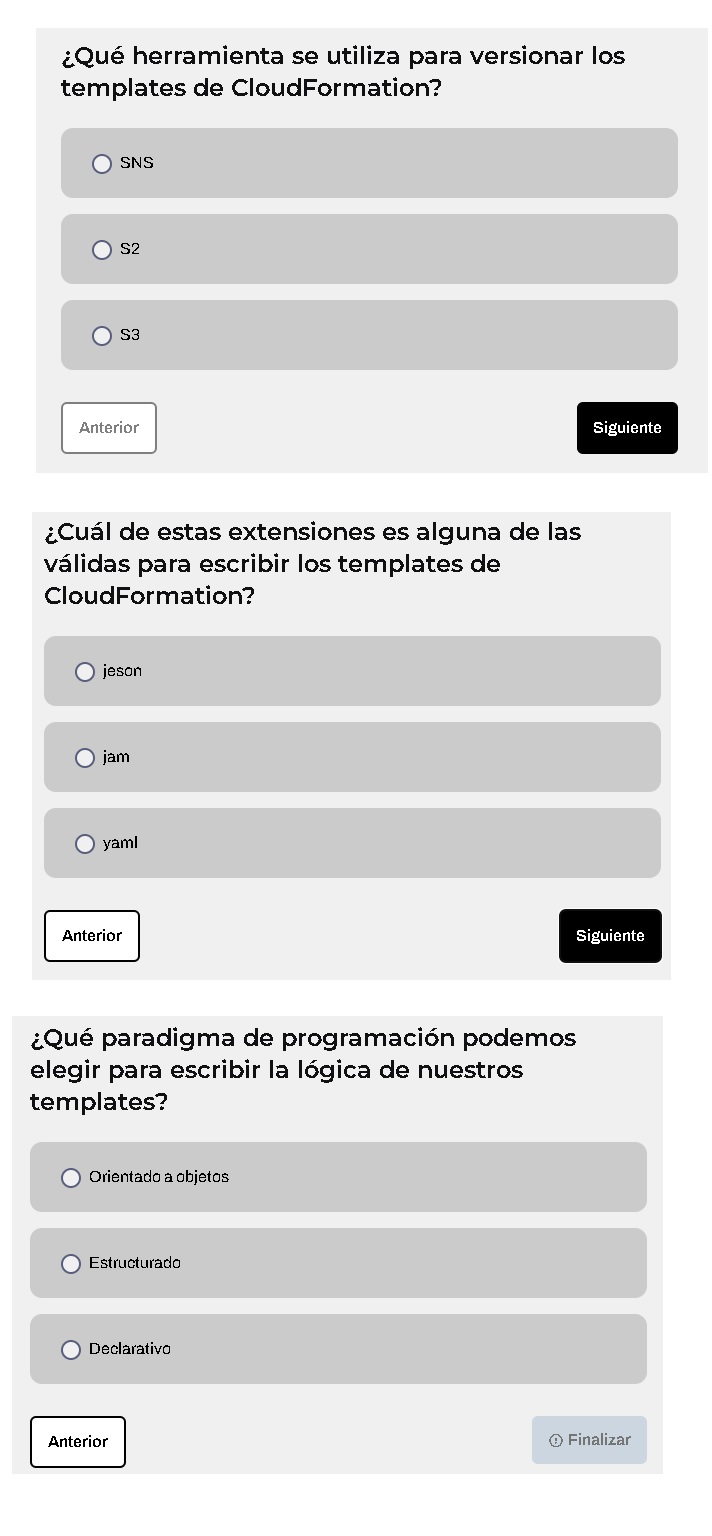 ¿Qué herramienta se utiliza para versionar los
templates de CloudFormation?
SNS
S2
S3
Anterior
Siguiente
¿Cuál de estas extensiones es alguna de las
válidas para escribir los templates de
CloudFormation?
jeson
jam
yaml
Anterior
Siguiente
¿Qué paradigma de programación podemos
elegir para escribir la lógica de nuestros
templates?
Orientado a objetos
Estructurado
Declarativo
Anterior
Finalizar